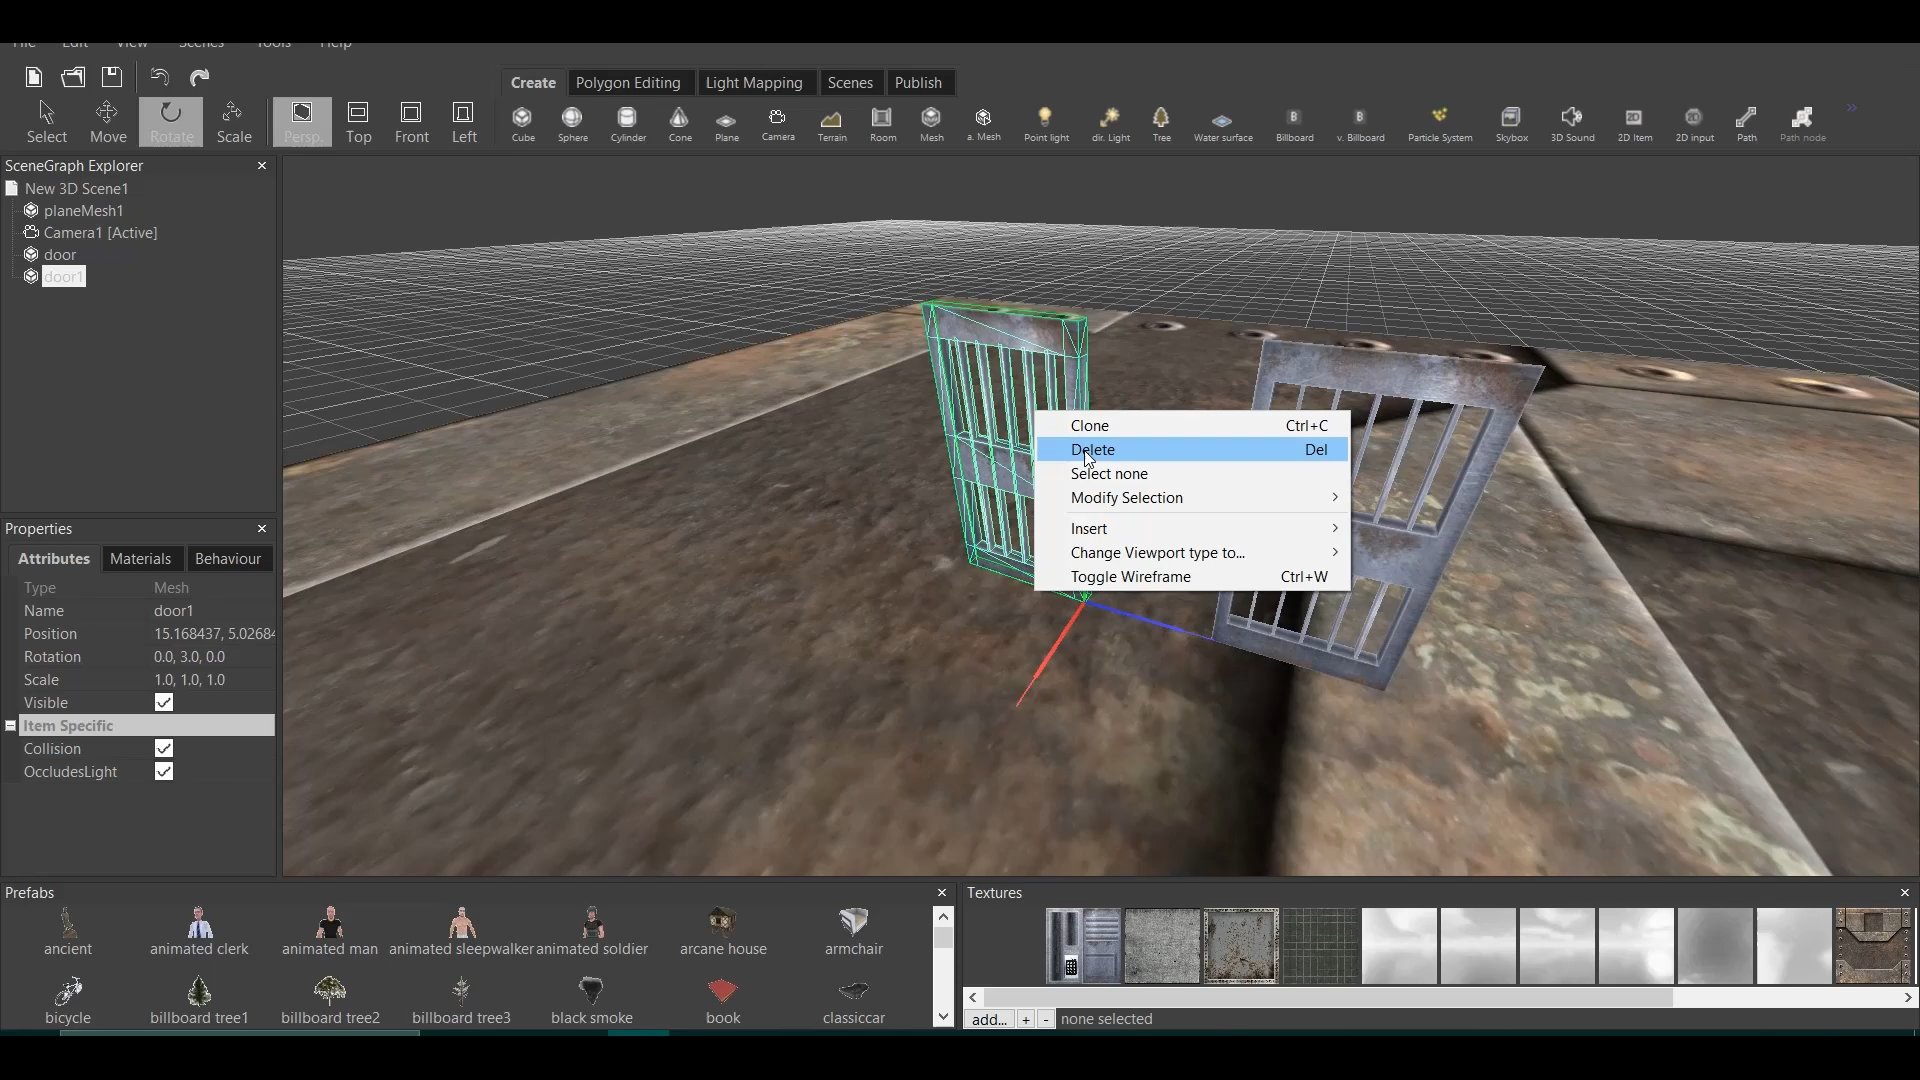 File Edit View Scenes Tools Help
Create Polygon Editing Light Mapping Scenes Publish
Select Move Rotate Scale Persp. Top Front Left
Cube Sphere Cylinder Cone Plane Camera Terrain Room Mesh a. Mesh Point light dir. Light Tree Water surface Billboard v. Billboard Particle System Skybox 3D Sound 2D Item 2D input Path Path node
SceneGraph Explorer
New 3D Scene1
planeMesh1
Camera1 [Active]
door
door1
Clone Ctrl+C
Delete Del
Select none
Modify Selection
Insert
Change Viewport type to...
Toggle Wireframe Ctrl+W
Properties
Attributes Materials Behaviour
Type Mesh
Name door1
Position 15.168437, 5.02684
Rotation 0.0, 3.0, 0.0
Scale 1.0, 1.0, 1.0
Visible
Item Specific
Collision
OccludesLight
Prefabs
ancient animated clerk animated man animated sleepwalker animated soldier arcane house armchair
bicycle billboard tree1 billboard tree2 billboard tree3 black smoke book classiccar
Textures
add... + - none selected